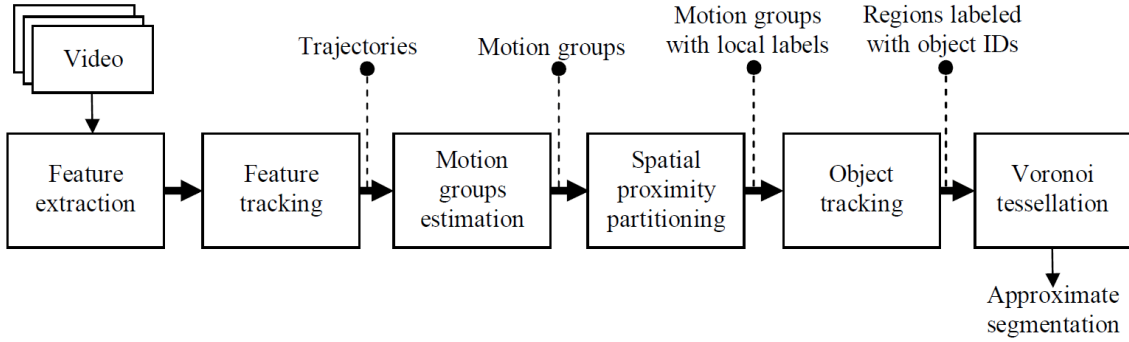 Video
Trajectories
Motion groups
Motion groups
with local labels
Regions labeled
with object IDs
Feature
extraction
Feature
tracking
Motion
groups
estimation
Spatial
proximity
partitioning
Object
tracking
Voronoi
tessellation
Approximate
segmentation